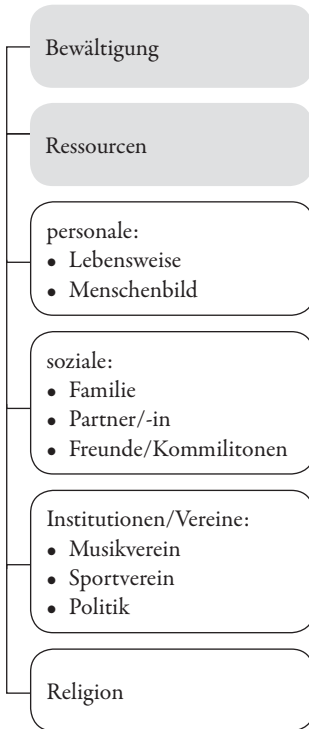 Bewältigung
Ressourcen
personale:
• Lebensweise
• Menschenbild
soziale:
• Familie
• Partner/-in
• Freunde/Kommilitonen
Institutionen/Vereine:
• Musikverein
• Sportverein
• Politik
Religion